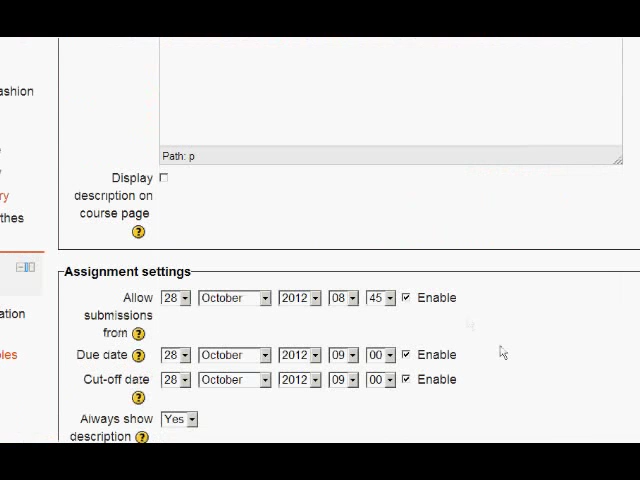 ashion
Path: p
Display
description on
course page
ry
thes
Assignment settings
Allow
submissions
from
28 October 2012 08 45 Enable
ation
Due date 28 October 2012 09 00 Enable
les
Cut-off date 28 October 2012 09 00 Enable
Always show
description
Yes